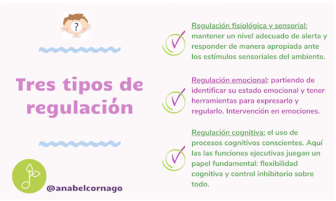 ?
Tres tipos de
regulación
@anabelcornago
Regulación fisiológica y sensorial:
mantener un nivel adecuado de alerta y
responder de manera apropiada ante
los estímulos sensoriales del ambiente.
Regulación emocional: partiendo de
identificar su estado emocional y tener
herramientas para expresarlo y
regularlo. Intervención en emociones.
Regulación cognitiva: el uso de
procesos cognitivos conscientes. Aquí
las las funciones ejecutivas juegan un
papel fundamental: flexibilidad
cognitiva y control inhibitorio sobre
todo.